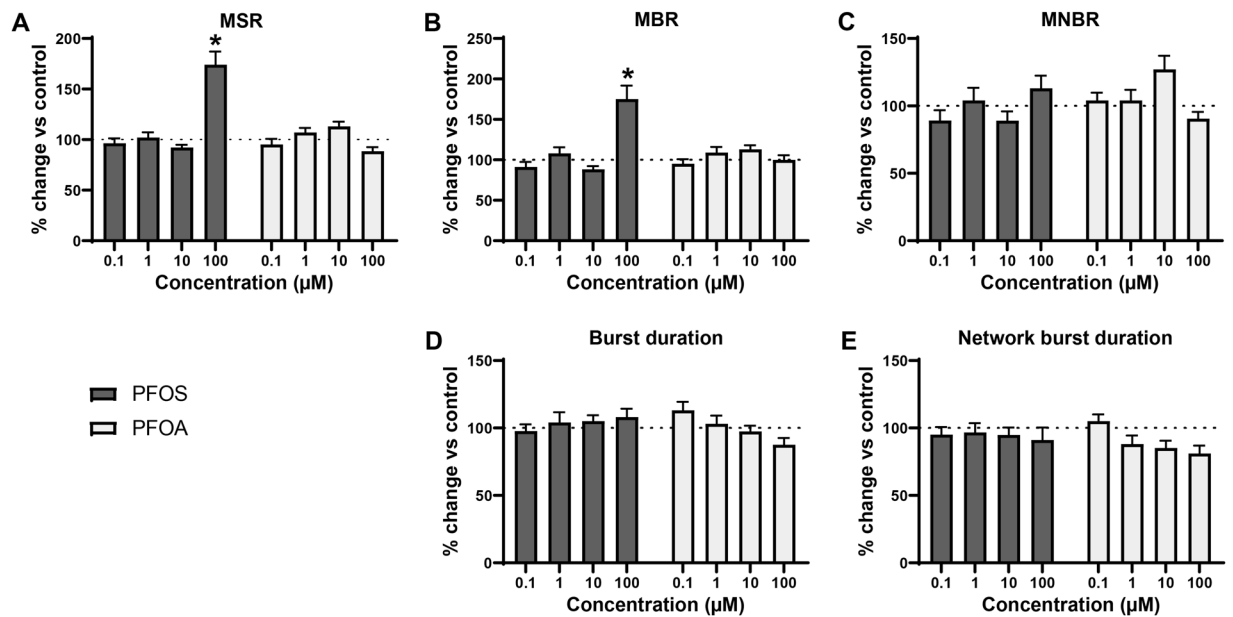 A
MSR
% change vs control
200
150
100
50
0
*
0.1 1 10 100 0.1 1 10 100
Concentration (µM)
B
MBR
% change vs control
250
200
150
100
50
0
*
0.1 1 10 100 0.1 1 10 100
Concentration (µM)
C
MNBR
% change vs control
150
100
50
0
0.1 1 10 100 0.1 1 10 100
Concentration (µM)
PFOS
PFOA
D
Burst duration
% change vs control
150
100
50
0
0.1 1 10 100 0.1 1 10 100
Concentration (µM)
E
Network burst duration
% change vs control
150
100
50
0
0.1 1 10 100 0.1 1 10 100
Concentration (µM)